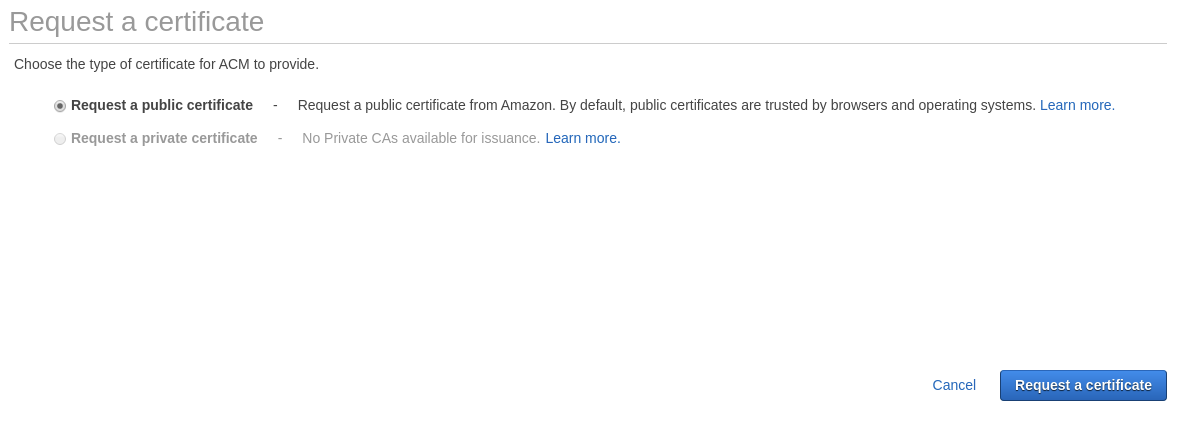 Request a certificate
Choose the type of certificate for ACM to provide.
Request a public certificate - Request a public certificate from Amazon. By default, public certificates are trusted by browsers and operating systems. Learn more.
Request a private certificate - No Private CAs available for issuance. Learn more.
Cancel Request a certificate